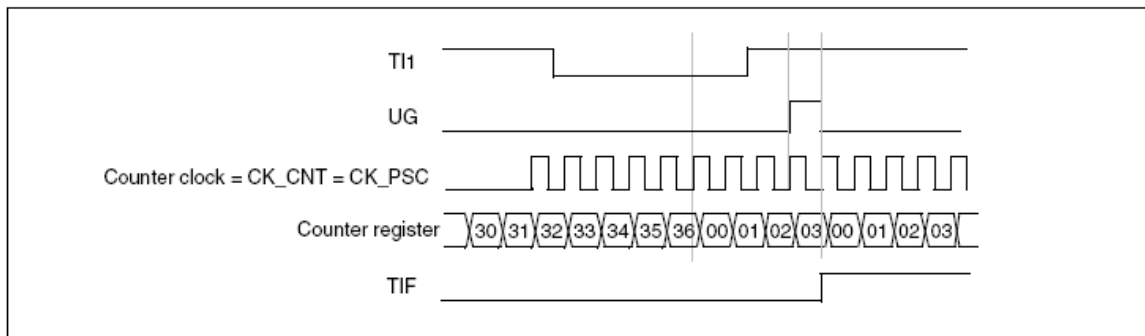 TI1
UG
Counter clock = CK_CNT = CK_PSC
Counter register 30 31 32 33 34 35 36 00 01 02 03 00 01 02 03
TIF